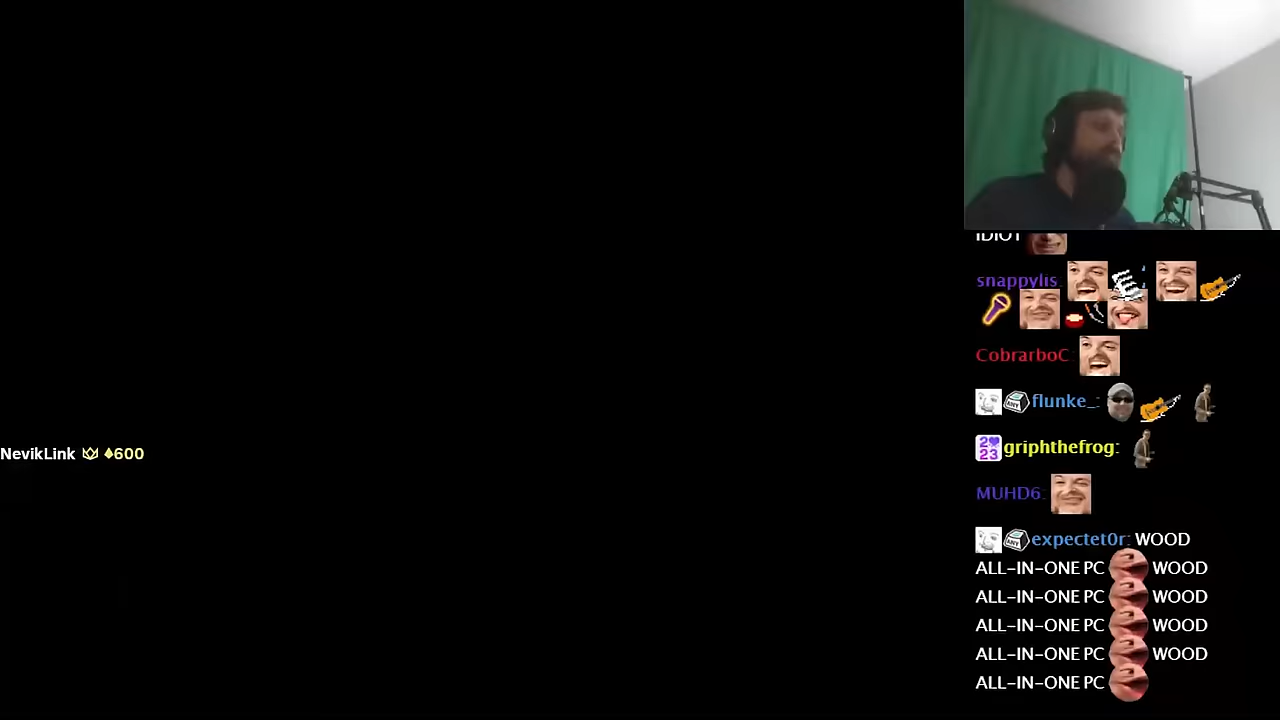 IDIOT
snappylis:
CobrarboC:
flunke_:
NevikLink 600
griphthefrog:
MUHD6:
expectet0r: WOOD
ALL-IN-ONE PC WOOD
ALL-IN-ONE PC WOOD
ALL-IN-ONE PC WOOD
ALL-IN-ONE PC WOOD
ALL-IN-ONE PC